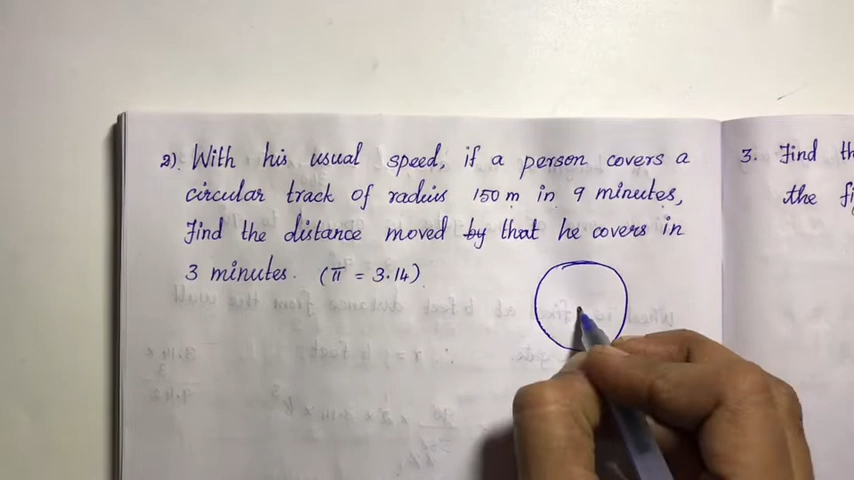 2). With his usual speed, if a person covers a
circular track of radius 150 m in 9 minutes,
Find the distance moved by that he covers in
3 minutes. (π = 3.14)
3. Find th
the fi